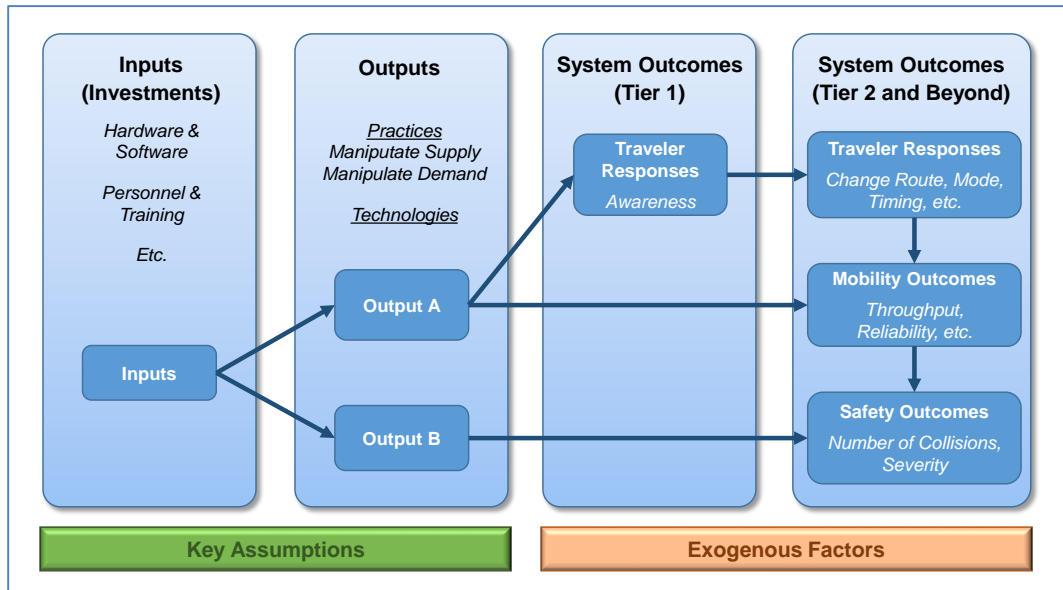 Inputs
(Investments)
Hardware &
Software
Personnel &
Training
Etc.
Inputs
Outputs
Practices
Maniputate Supply
Manipulate Demand
Technologies
Output A
Output B
System Outcomes
(Tier 1)
Traveler
Responses
Awareness
System Outcomes
(Tier 2 and Beyond)
Traveler Responses
Change Route, Mode,
Timing, etc.
Mobility Outcomes
Throughput,
Reliability, etc.
Safety Outcomes
Number of Collisions,
Severity
Key Assumptions
Exogenous Factors